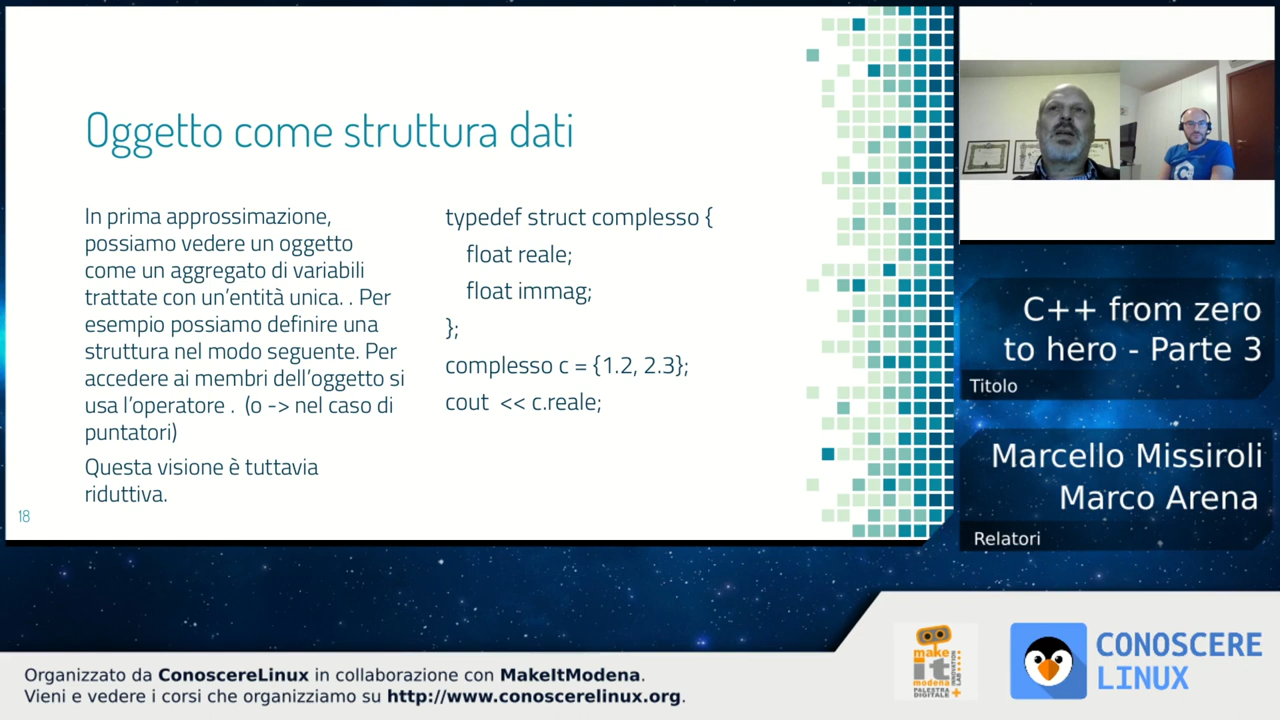 Oggetto come struttura dati
In prima approssimazione,
possiamo vedere un oggetto
come un aggregato di variabili
trattate con un’entità unica. . Per
esempio possiamo definire una
struttura nel modo seguente. Per
accedere ai membri dell’oggetto si
usa l’operatore .  (o -> nel caso di
puntatori)
Questa visione è tuttavia
riduttiva.
typedef struct complesso {
float reale;
float immag;
};
complesso c = {1.2, 2.3};
cout  << c.reale;
18
C++ from zero
to hero - Parte 3
Titolo
Marcello Missiroli
Marco Arena
Relatori
Organizzato da ConoscereLinux in collaborazione con MakeItModena.
Vieni e vedere i corsi che organizziamo su http://www.conoscerelinux.org.
make
it
modena
PALESTRA
DIGITALE
CONOSCERE
LINUX